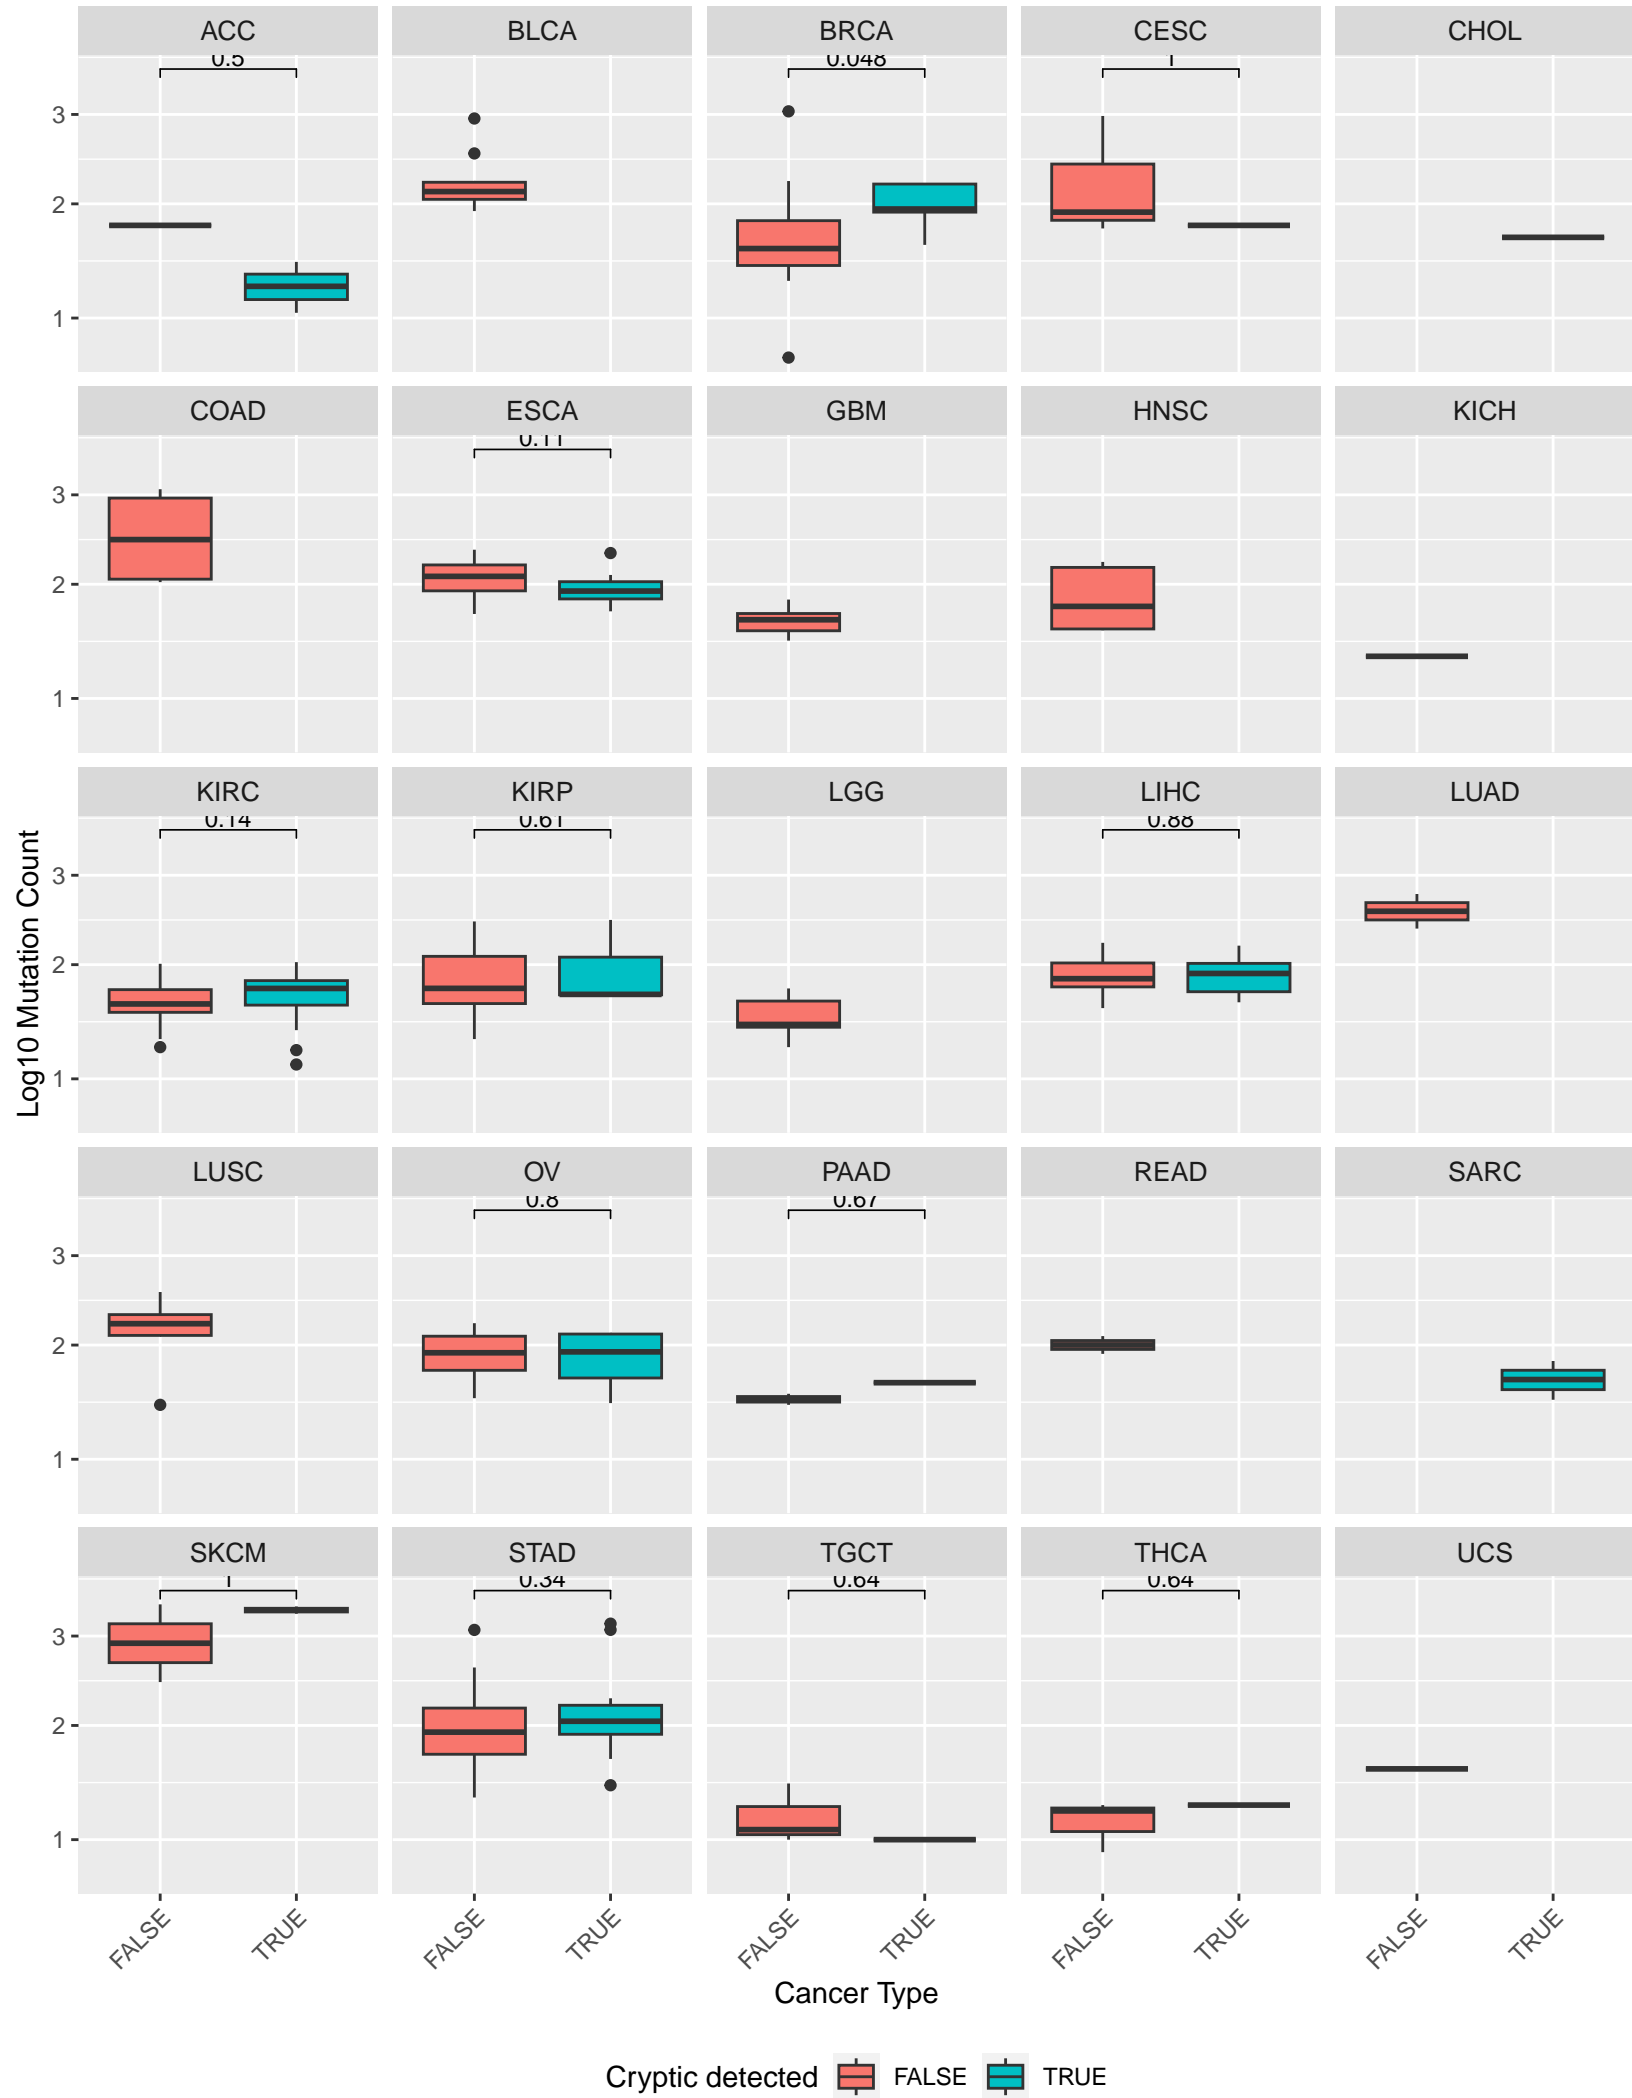 ACC BLCA BRCA CESC CHOL
0.5 0.048 1
3
2
1
COAD ESCA GBM HNSC KICH
0.11
3
2
1
KIRC KIRP LGG LIHC LUAD
0.14 0.61 0.88
3
2
1
Log10 Mutation Count
LUSC OV PAAD READ SARC
0.8 0.67
3
2
1
SKCM STAD TGCT THCA UCS
1 0.34 0.64 0.64
3
2
1
FALSE TRUE FALSE TRUE FALSE TRUE FALSE TRUE FALSE TRUE
Cancer Type
Cryptic detected FALSE TRUE